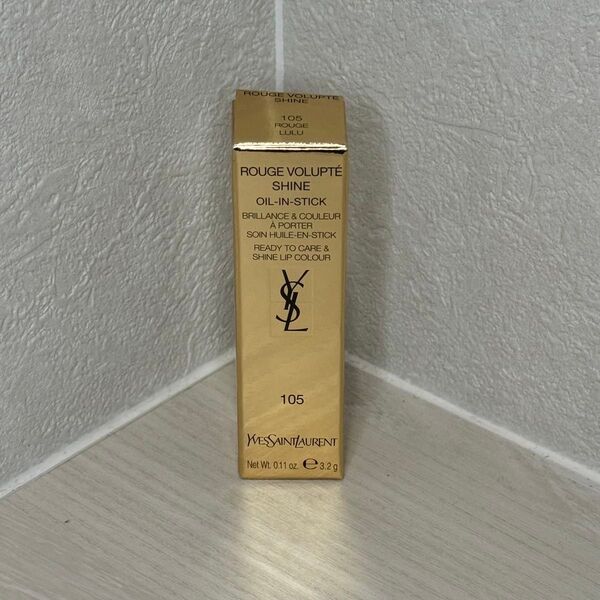 ROUGE VOLUPTÉ
SHINE
105
ROUGE
LULU
ROUGE VOLUPTÉ
SHINE
OIL-IN-STICK
BRILLANCE & COULEUR
À PORTER
SOIN HUILE-EN-STICK
READY TO CARE &
SHINE LIP COLOUR
YSL
105
YVESSAINTLAURENT
Net Wt. 0.11 oz. e 3.2 g